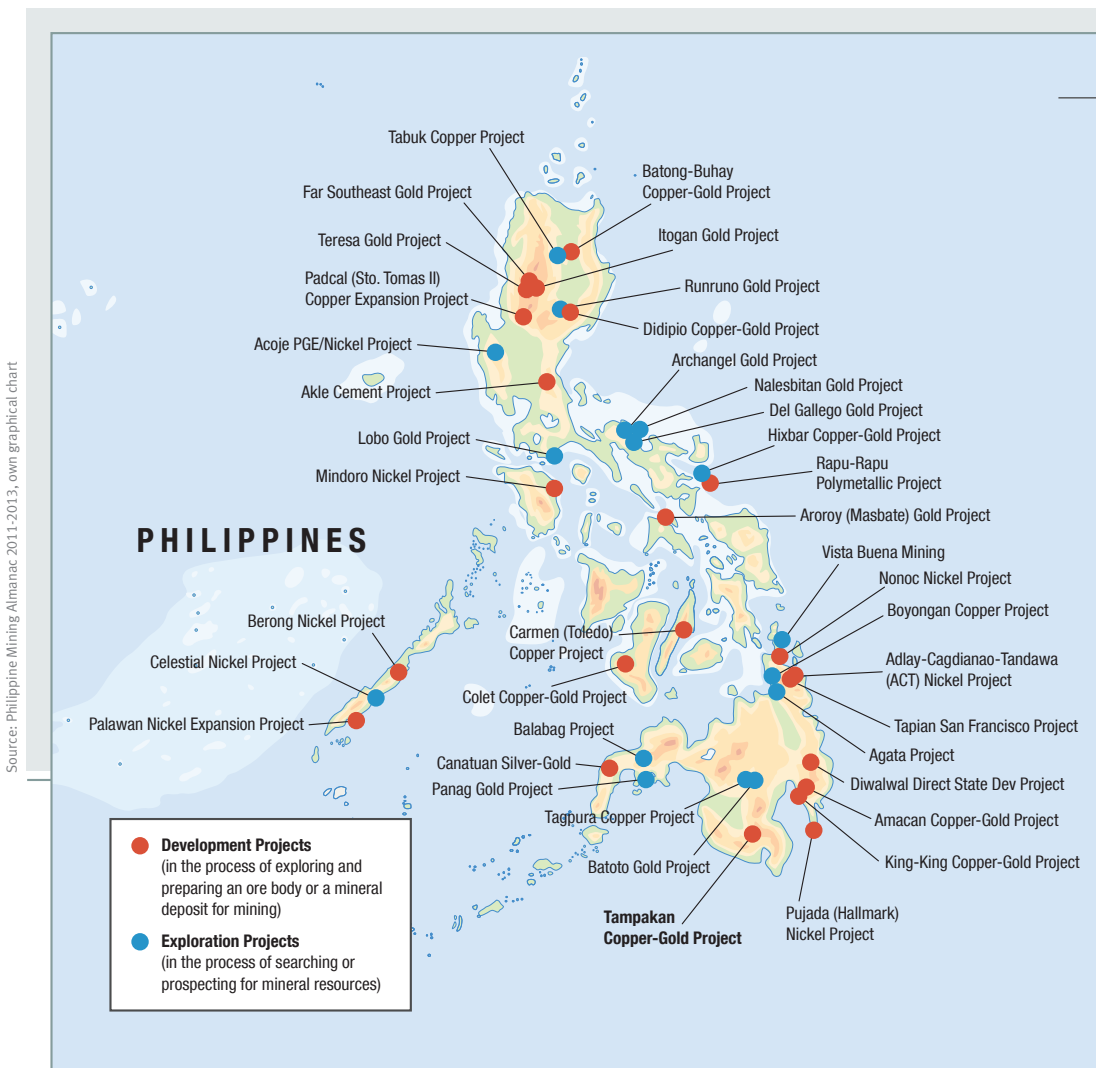 Tabuk Copper Project
Batong-Buhay
Copper-Gold Project
Far Southeast Gold Project
Itogan Gold Project
Teresa Gold Project
Padcal (Sto. Tomas II)
Copper Expansion Project
Runruno Gold Project
Didipio Copper-Gold Project
Acoje PGE/Nickel Project
Archangel Gold Project
Akle Cement Project
Nalesbitan Gold Project
Del Gallego Gold Project
Lobo Gold Project
Hixbar Copper-Gold Project
Mindoro Nickel Project
Rapu-Rapu
Polymetallic Project
Aroroy (Masbate) Gold Project
PHILIPPINES
Vista Buena Mining
Nonoc Nickel Project
Boyongan Copper Project
Berong Nickel Project
Carmen (Toledo)
Copper Project
Celestial Nickel Project
Adlay-Cagdianao-Tandawa
(ACT) Nickel Project
Colet Copper-Gold Project
Palawan Nickel Expansion Project
Tapian San Francisco Project
Balabag Project
Agata Project
Canatuan Silver-Gold
Panag Gold Project
Diwalwal Direct State Dev Project
Tagpura Copper Project
Amacan Copper-Gold Project
Batoto Gold Project
King-King Copper-Gold Project
Tampakan
Copper-Gold Project
Pujada (Hallmark)
Nickel Project
Development Projects
(in the process of exploring and
preparing an ore body or a mineral
deposit for mining)
Exploration Projects
(in the process of searching or
prospecting for mineral resources)
Source: Philippine Mining Almanac 2011-2013, own graphical chart